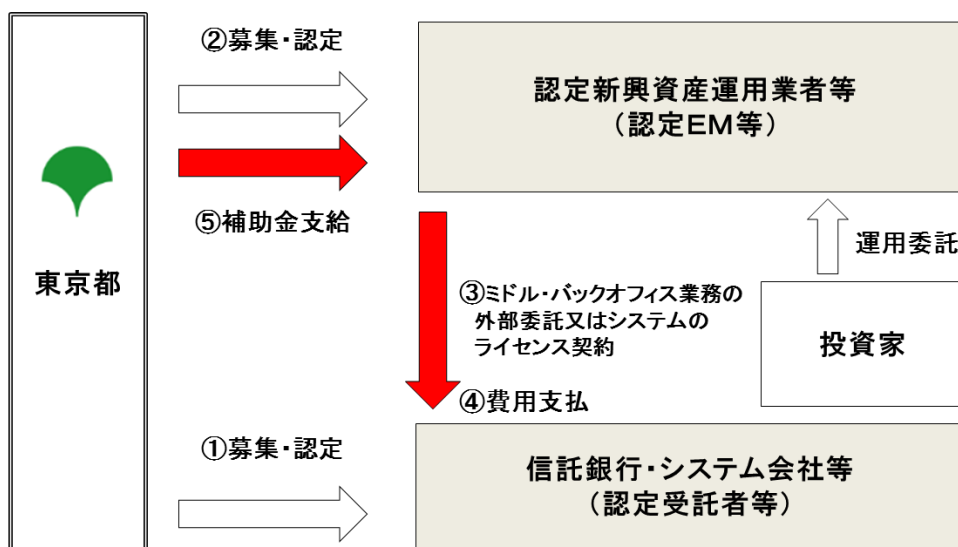 ②募集・認定
認定新興資産運用業者等
（認定EM等）
⑤補助金支給
東京都
運用委託
③ミドル・バックオフィス業務の
外部委託又はシステムの
ライセンス契約
投資家
④費用支払
①募集・認定
信託銀行・システム会社等
（認定受託者等）